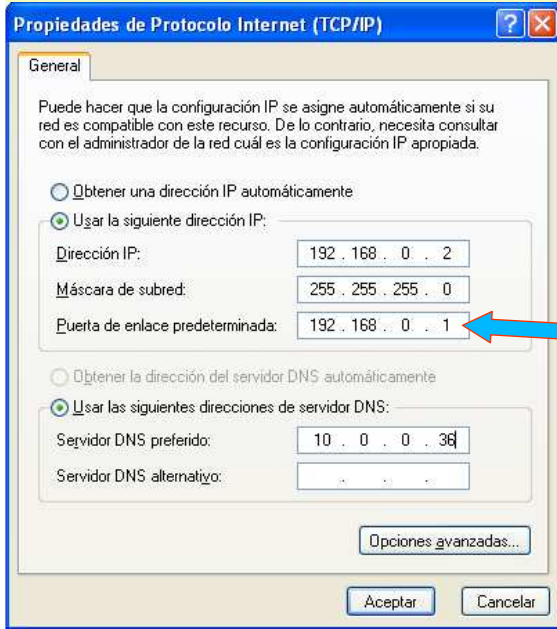 Propiedades de Protocolo Internet (TCP/IP)
General
Puede hacer que la configuración IP se asigne automáticamente si su
red es compatible con este recurso. De lo contrario, necesita consultar
con el administrador de la red cuál es la configuración IP apropiada.
Obtener una dirección IP automáticamente
Usar la siguiente dirección IP:
Dirección IP: 192 . 168 . 0 . 2
Máscara de subred: 255 . 255 . 255 . 0
Puerta de enlace predeterminada: 192 . 168 . 0 . 1
Obtener la dirección del servidor DNS automáticamente
Usar las siguientes direcciones de servidor DNS:
Servidor DNS preferido: 10 . 0 . 0 . 36
Servidor DNS alternativo: . . .
Opciones avanzadas...
Aceptar Cancelar